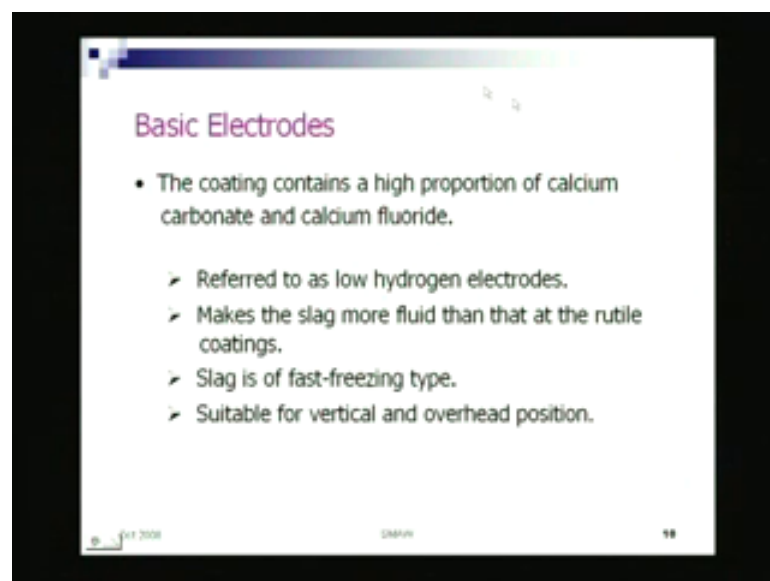 Basic Electrodes
• The coating contains a high proportion of calcium
carbonate and calcium fluoride.
➤ Referred to as low hydrogen electrodes.
➤ Makes the slag more fluid than that at the rutile
coatings.
➤ Slag is of fast-freezing type.
➤ Suitable for vertical and overhead position.
Oct 2008